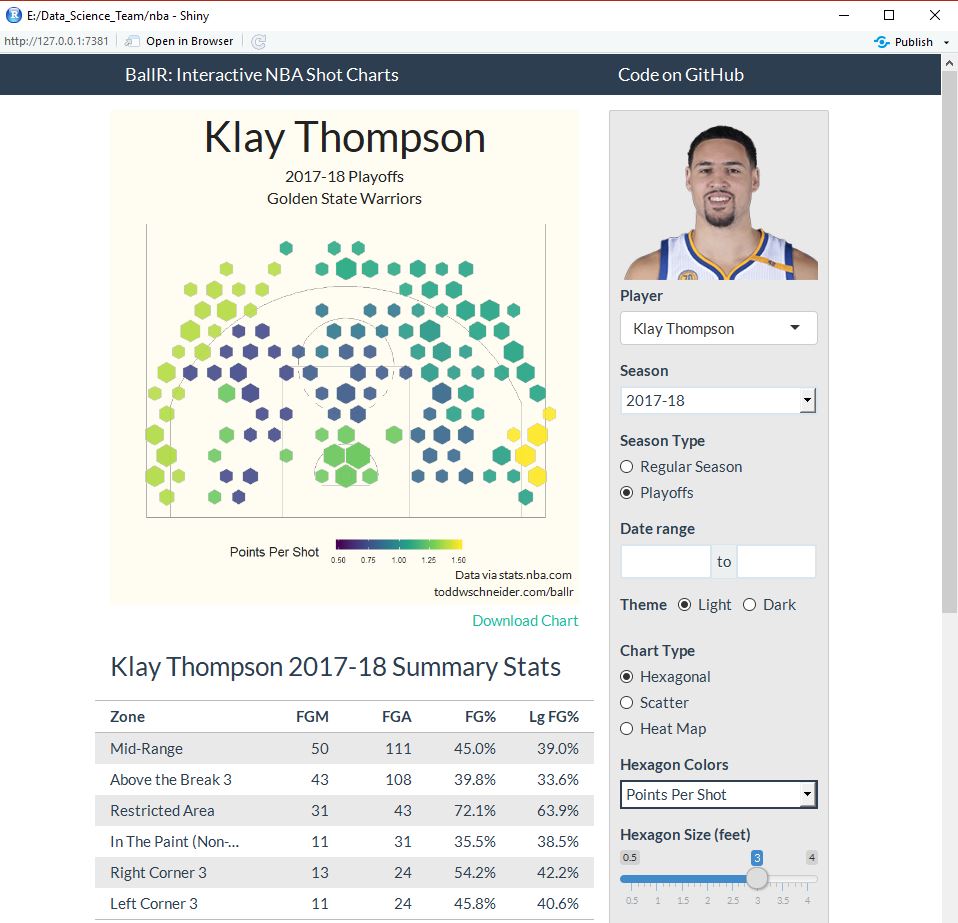 E:/Data_Science_Team/nba - Shiny
http://127.0.0.1:7381 Open in Browser Publish
BallR: Interactive NBA Shot Charts Code on GitHub
Klay Thompson
2017-18 Playoffs
Golden State Warriors
Points Per Shot
0.50 0.75 1.00 1.25 1.50
Data via stats.nba.com
toddwschneider.com/ballr
Download Chart
Klay Thompson 2017-18 Summary Stats
Zone FGM FGA FG% Lg FG%
Mid-Range 50 111 45.0% 39.0%
Above the Break 3 43 108 39.8% 33.6%
Restricted Area 31 43 72.1% 63.9%
In The Paint (Non-... 11 31 35.5% 38.5%
Right Corner 3 13 24 54.2% 42.2%
Left Corner 3 11 24 45.8% 40.6%
Player
Klay Thompson
Season
2017-18
Season Type
Regular Season
Playoffs
Date range
to
Theme Light Dark
Chart Type
Hexagonal
Scatter
Heat Map
Hexagon Colors
Points Per Shot
Hexagon Size (feet)
0.5 3 4
0.5 1 1.5 2 2.5 3 3.5 4